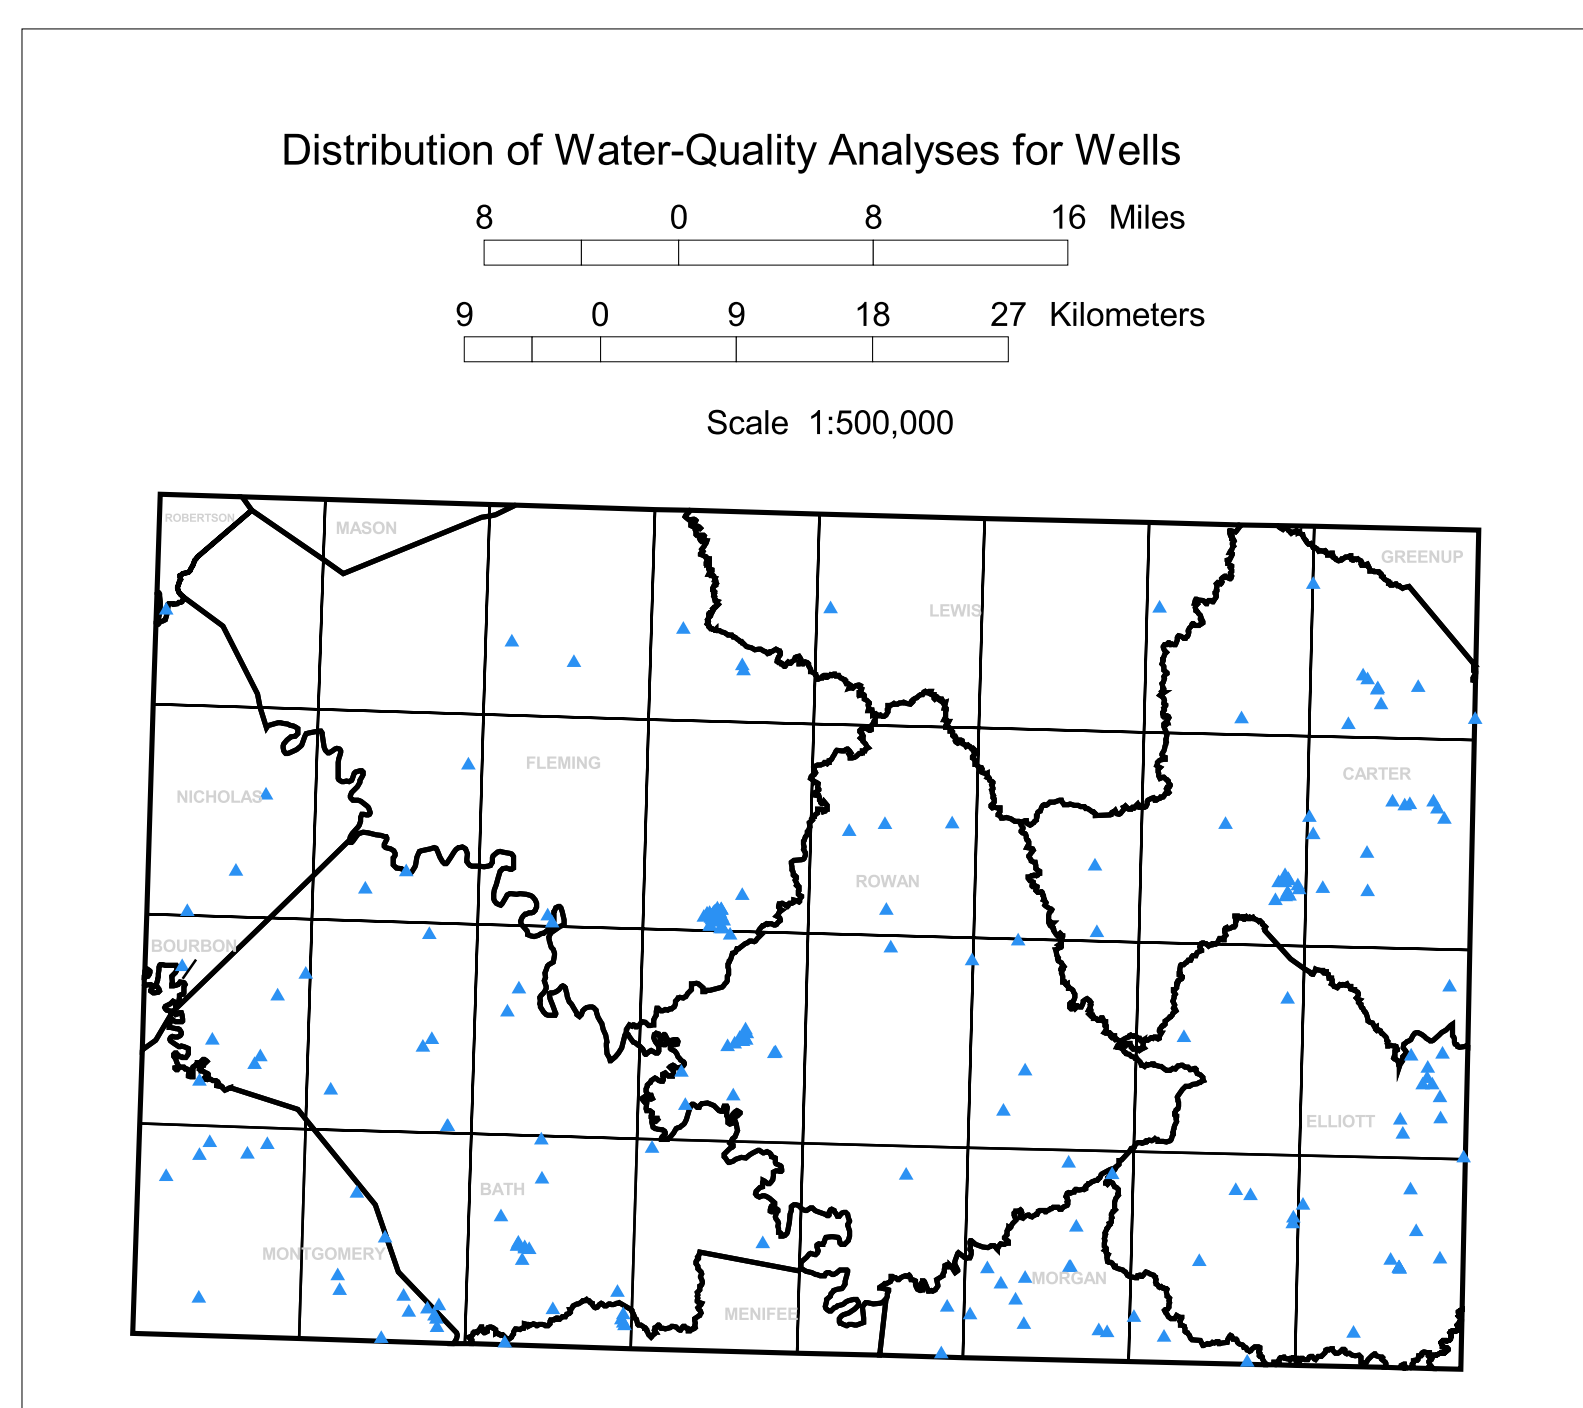 Distribution of Water-Quality Analyses for Wells
8 0 8 16 Miles
9 0 9 18 27 Kilometers
Scale 1:500,000
ROBERTSON
MASON
GREENUP
LEWIS
FLEMING
CARTER
NICHOLAS
ROWAN
BOURBON
ELLIOTT
BATH
MONTGOMERY
MORGAN
MENIFEE